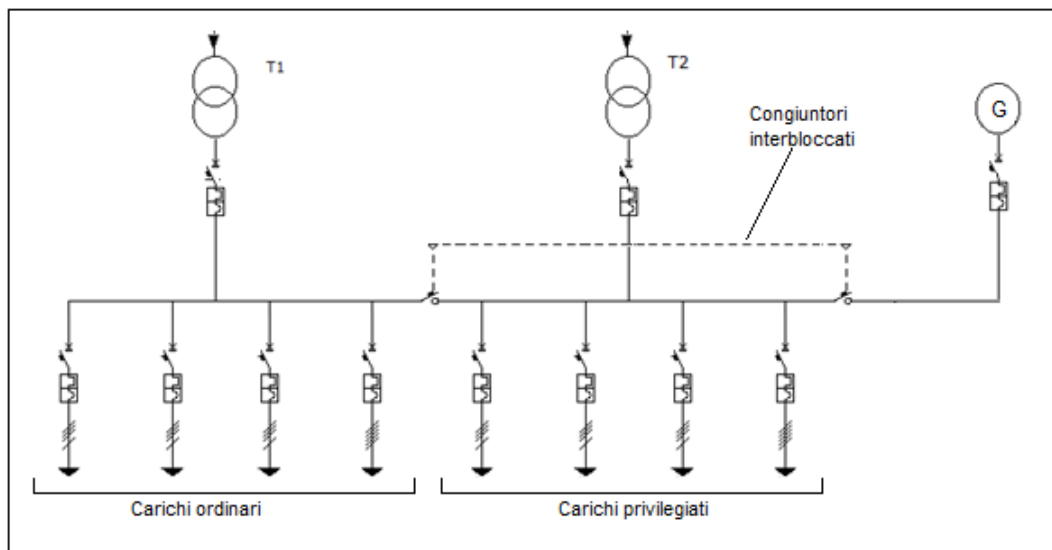 T1
T2
Congiuntori
interbloccati
G
Carichi ordinari
Carichi privilegiati